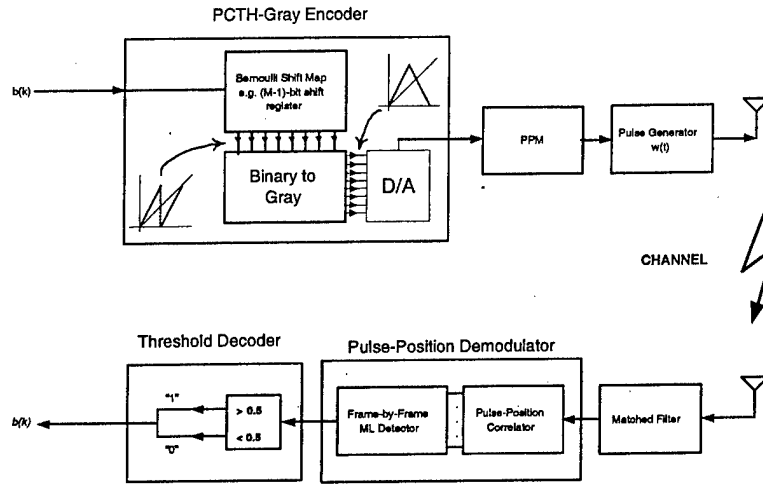 PCTH-Gray Encoder
Bernoulli Shift Map
e.g. (M-1)-bit shift
register
b(k)
Binary to
Gray
D/A
PPM
Pulse Generator
w(t)
CHANNEL
Threshold Decoder
Pulse-Position Demodulator
"1"
> 0.5
"0"
< 0.5
b(k)
Frame-by-Frame
ML Detector
Pulse-Position
Correlator
Matched Filter